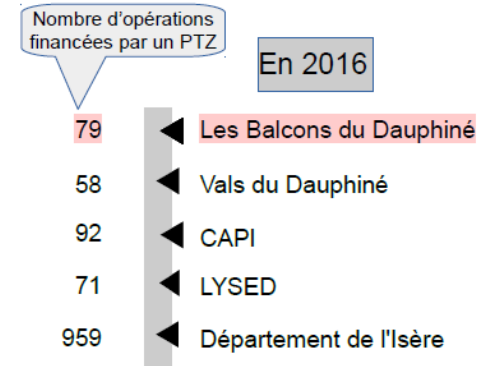 Nombre d'opérations
financées par un PTZ
En 2016
79 Les Balcons du Dauphiné
58 Vals du Dauphiné
92 CAPI
71 LYSED
959 Département de l'Isère